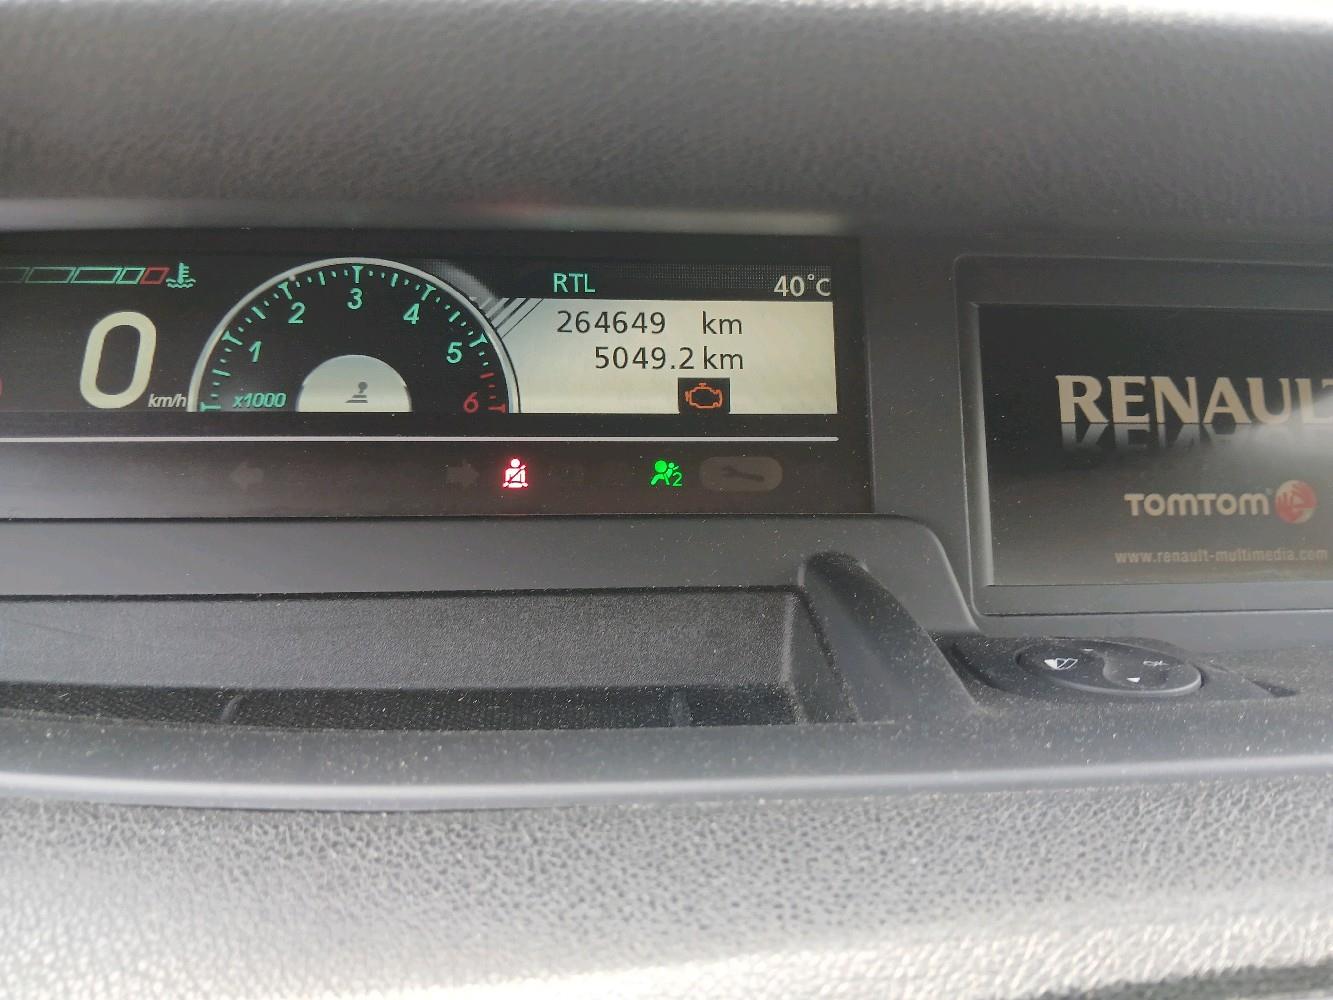 RTL 40°C
264649 km
5049.2 km
0 km/h
1 2 3 4 5 6
x1000
2
RENAULT
TOMTOM
www.renault-multimedia.com